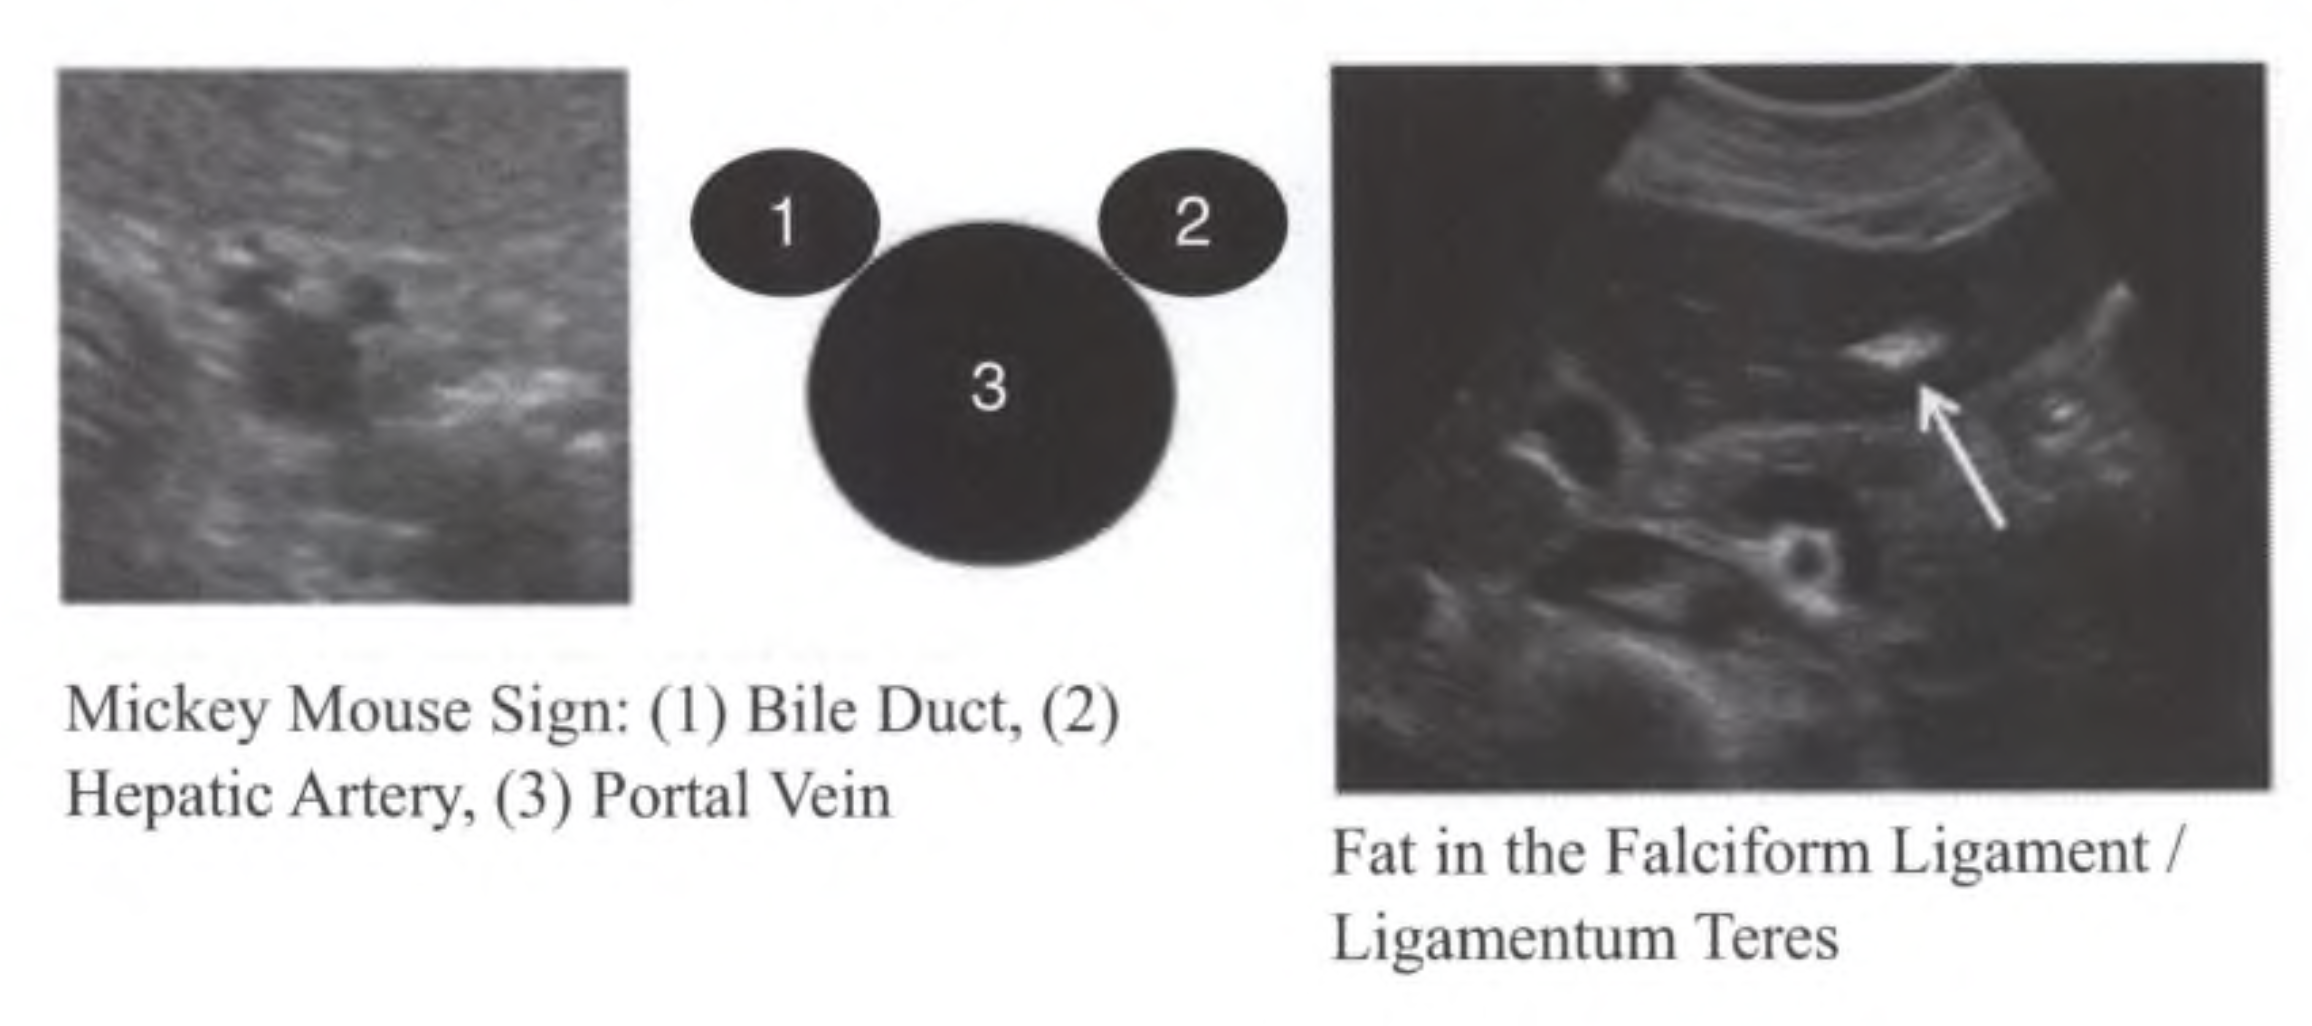 1
2
3
Mickey Mouse Sign: (1) Bile Duct, (2)
Hepatic Artery, (3) Portal Vein
Fat in the Falciform Ligament /
Ligamentum Teres